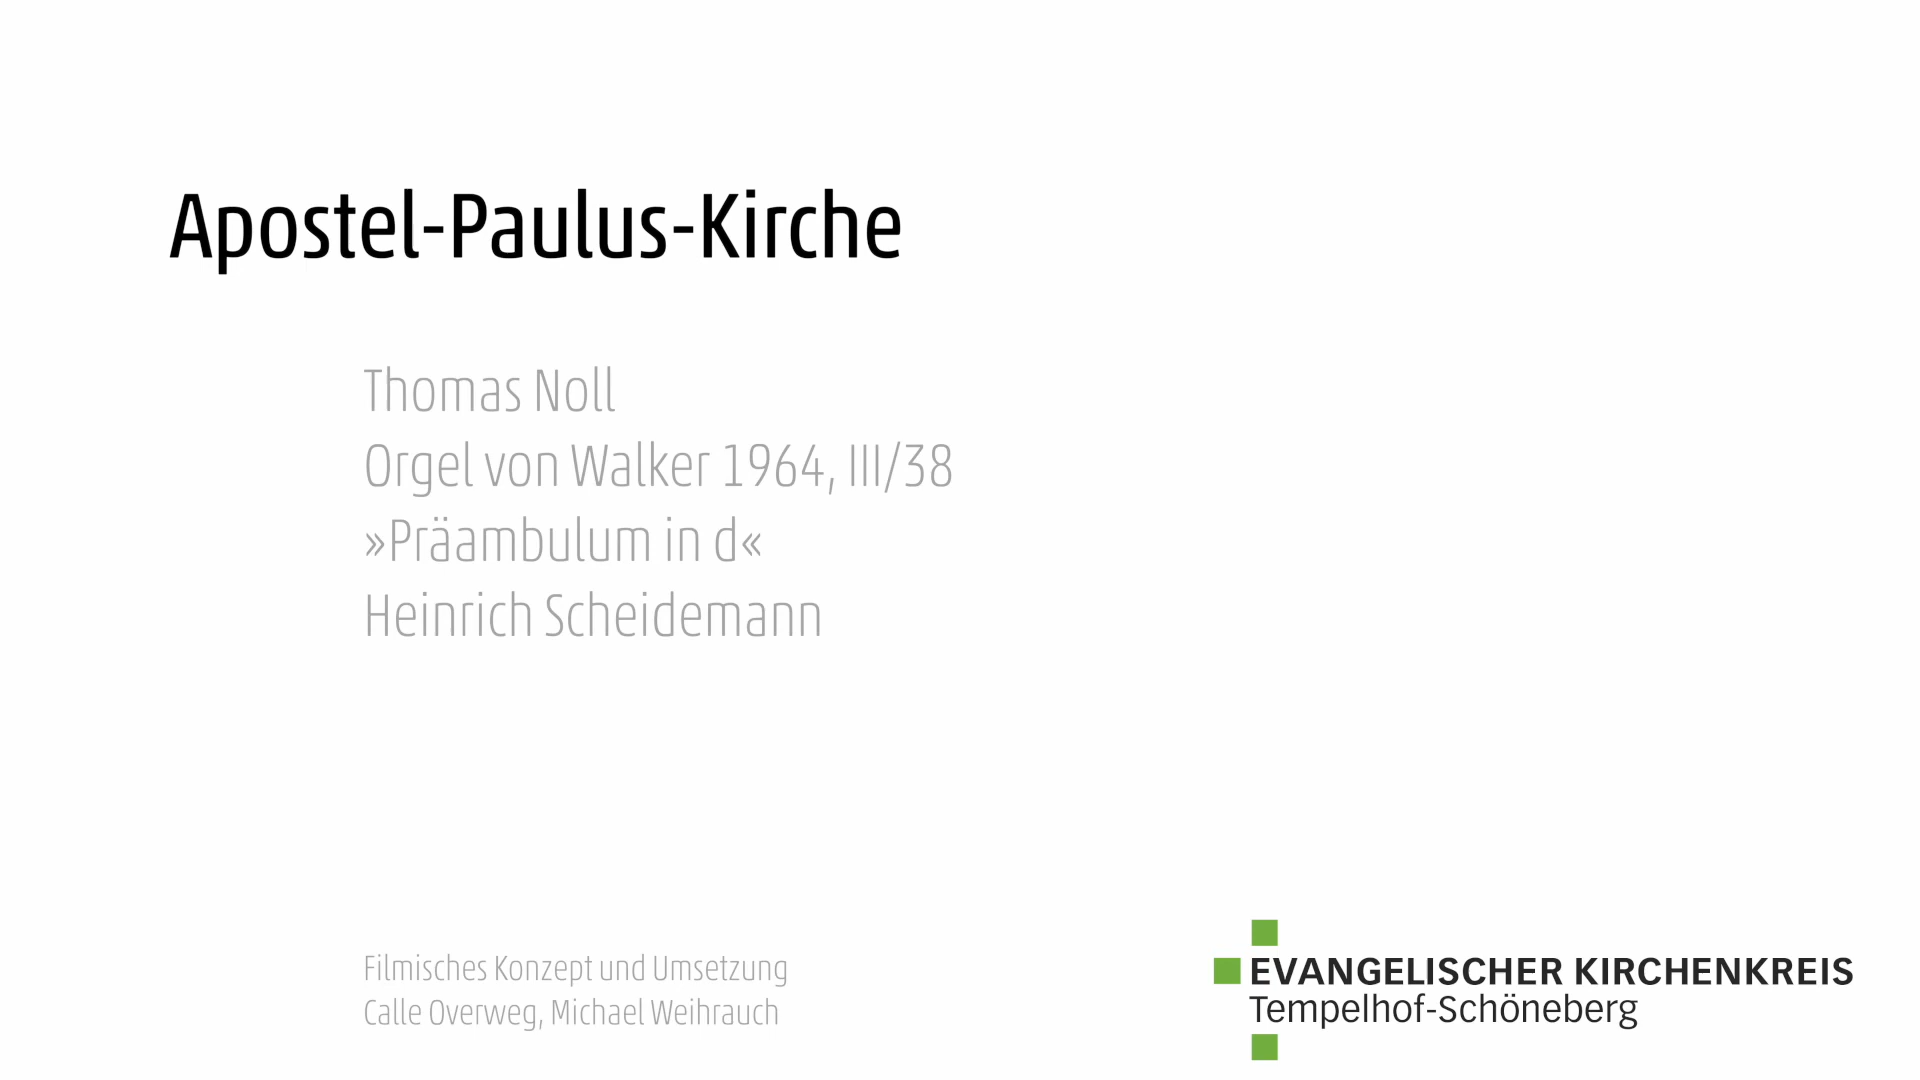 Apostel-Paulus-Kirche
Thomas Noll
Orgel von Walker 1964, III/38
»Präambulum in d«
Heinrich Scheidemann
Filmisches Konzept und Umsetzung
Calle Overweg, Michael Weihrauch
EVANGELISCHER KIRCHENKREIS
Tempelhof-Schöneberg